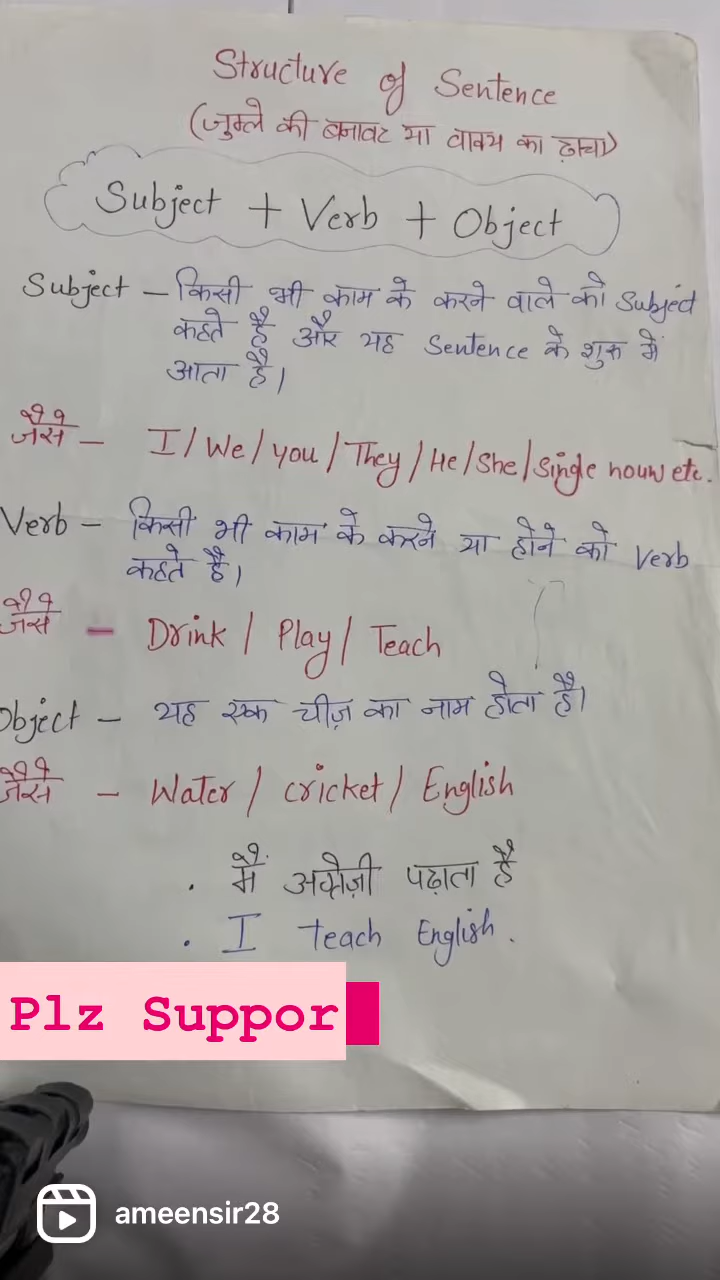 Structure of Sentence
(जुम्ले की बनावट या वाक्य का ढ़ाचा)
Subject + Verb + Object
Subject – किसी भी काम के करने वाले को Subject
कहते है और यह Sentence के शुरू में
आता है।
जैसे – I / We / you / They / He / She / Single noun etc.
Verb – किसी भी काम के करने या होने को Verb
कहते है।
जैसे – Drink / Play / Teach
Object – यह एक चीज़ का नाम होता है।
जैसे – Water / cricket / English
• मैं अंग्रेज़ी पढ़ाता है
• I teach English.
Plz Suppor
ameensir28